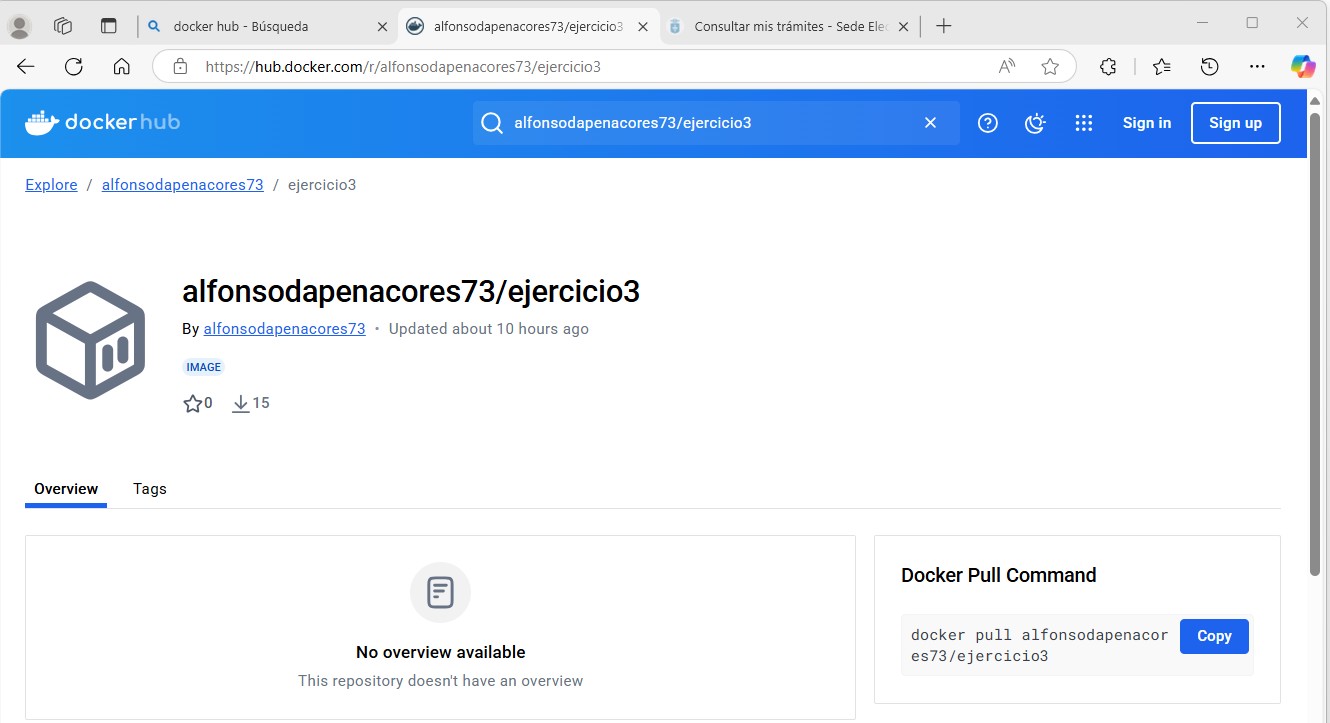 docker hub - Búsqueda
alfonsodapenacores73/ejercicio3
Consultar mis trámites - Sede Elec
https://hub.docker.com/r/alfonsodapenacores73/ejercicio3
docker hub
alfonsodapenacores73/ejercicio3
Sign in
Sign up
Explore / alfonsodapenacores73 / ejercicio3
alfonsodapenacores73/ejercicio3
By alfonsodapenacores73 • Updated about 10 hours ago
IMAGE
0 15
Overview
Tags
No overview available
This repository doesn't have an overview
Docker Pull Command
docker pull alfonsodapenacor
es73/ejercicio3
Copy